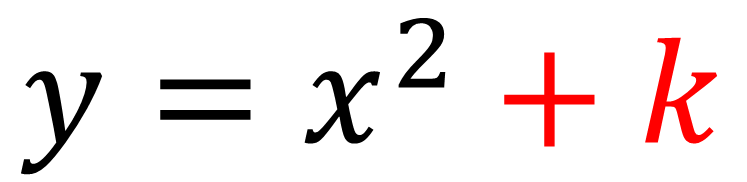 y = x² + k